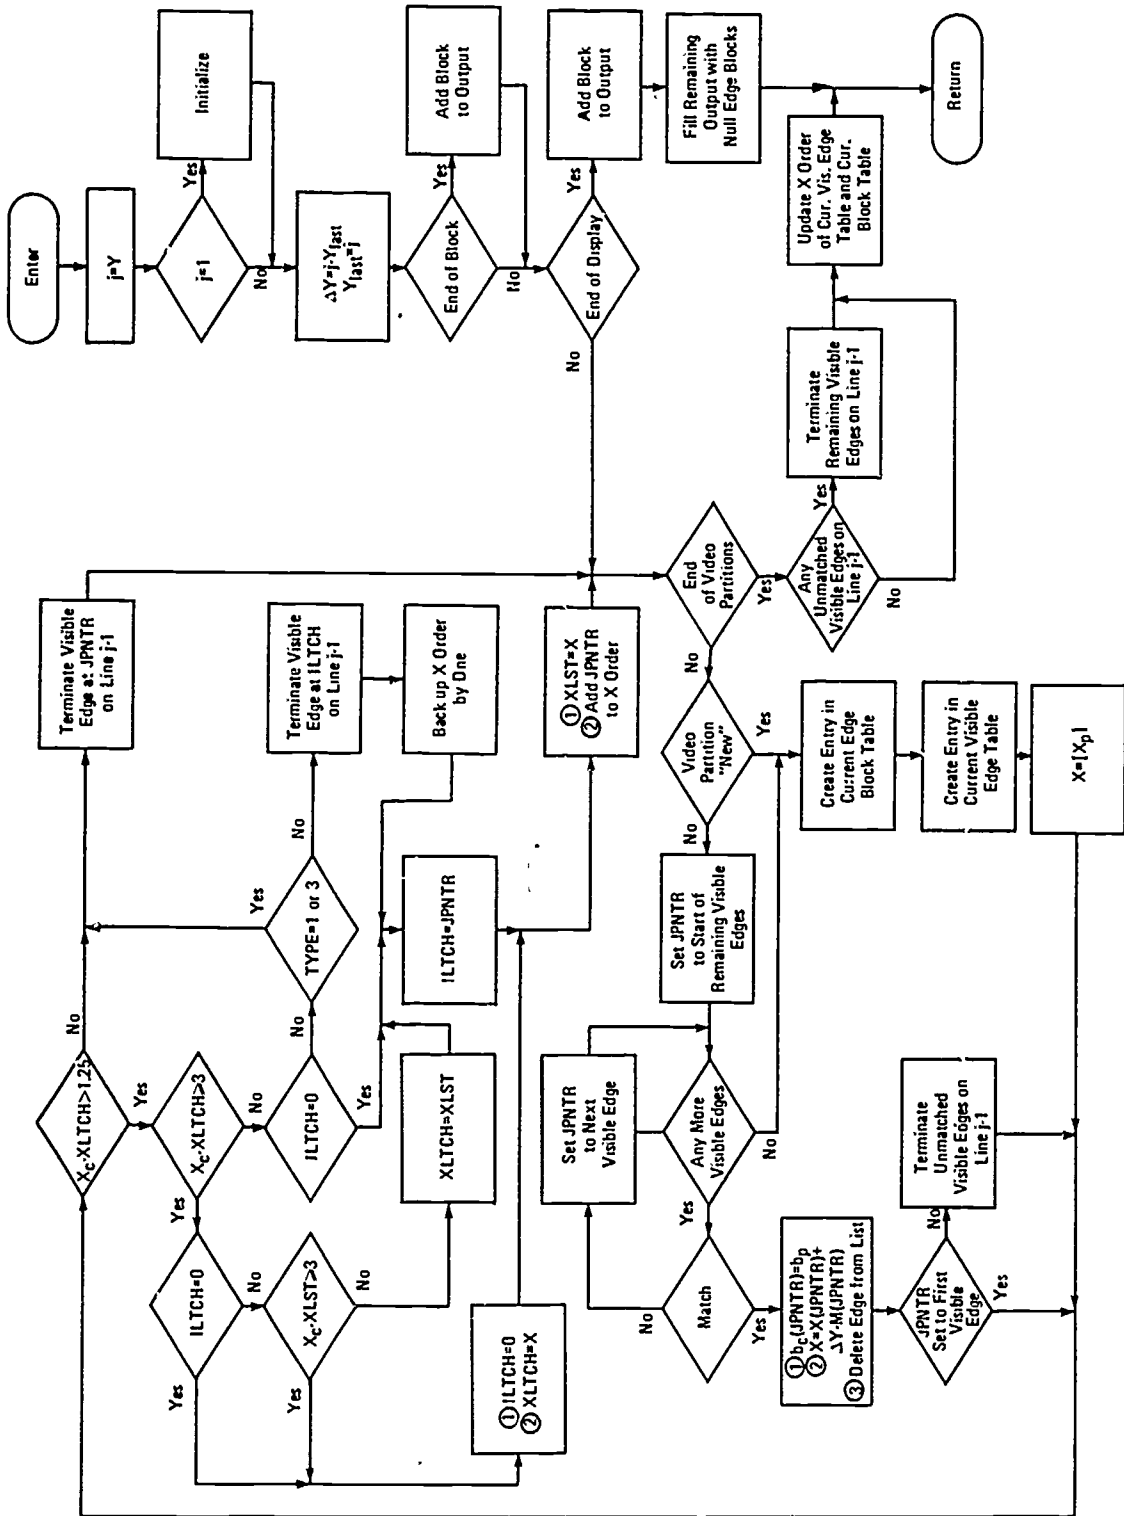 Enter
j=Y
j=1
Yes
Initialize
No
ΔY=j-Ylast
Ylast=j
End of Block
Yes
Add Block
to Output
No
End of Display
Yes
Add Block
to Output
Fill Remaining
Output with
Null Edge Blocks
No
Update X Order
of Cur. Vis. Edge
Table and Cur.
Block Table
Return
Terminate
Remaining Visible
Edges on Line j-1
Yes
Any
Unmatched
Visible Edges on
Line j-1
No
End
of Video
Partitions
Yes
No
Video
Partition
"New"
Yes
No
Create Entry in
Current Edge
Block Table
Create Entry in
Current Visible
Edge Table
X=[Xp]
Set JPNTR
to Start of
Remaining Visible
Edges
Any More
Visible Edges
No
Yes
Set JPNTR
to Next
Visible Edge
Match
No
Yes
① bc(JPNTR)=bp
② X=X(JPNTR)+
ΔY-M(JPNTR)
③ Delete Edge from List
JPNTR
Set to First
Visible
Edge
No
Yes
Terminate
Unmatched
Visible Edges on
Line j-1
Xc-XLTCH>1.25
No
Yes
Terminate Visible
Edge at JPNTR
on Line j-1
Xc-XLTCH>3
No
Yes
ILTCH=0
No
Yes
TYPE=1 or 3
Yes
No
Terminate Visible
Edge at ILTCH
on Line j-1
Back up X Order
by One
ILTCH=JPNTR
ILTCH=0
No
Yes
Xc-XLST>3
No
Yes
XLTCH=XLST
① ILTCH=0
② XLTCH=X
① XLST=X
② Add JPNTR
to X Order